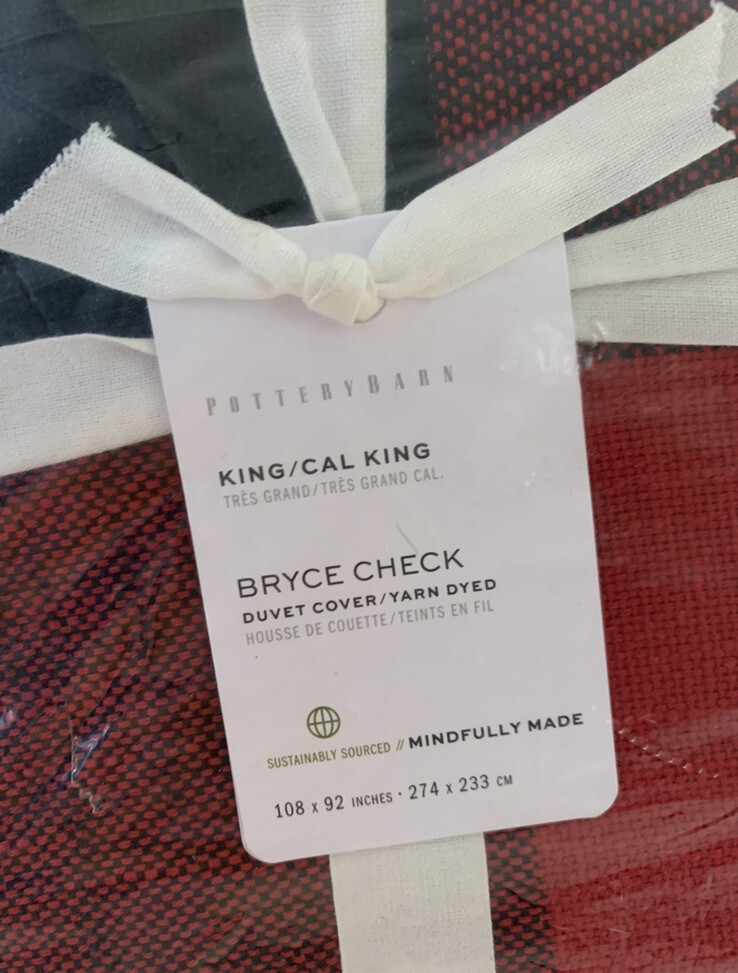 POTTERYBARN
KING/CAL KING
TRÈS GRAND/TRÈS GRAND CAL.
BRYCE CHECK
DUVET COVER/YARN DYED
HOUSSE DE COUETTE/TEINTS EN FIL
SUSTAINABLY SOURCED // MINDFULLY MADE
108 x 92 INCHES · 274 x 233 CM